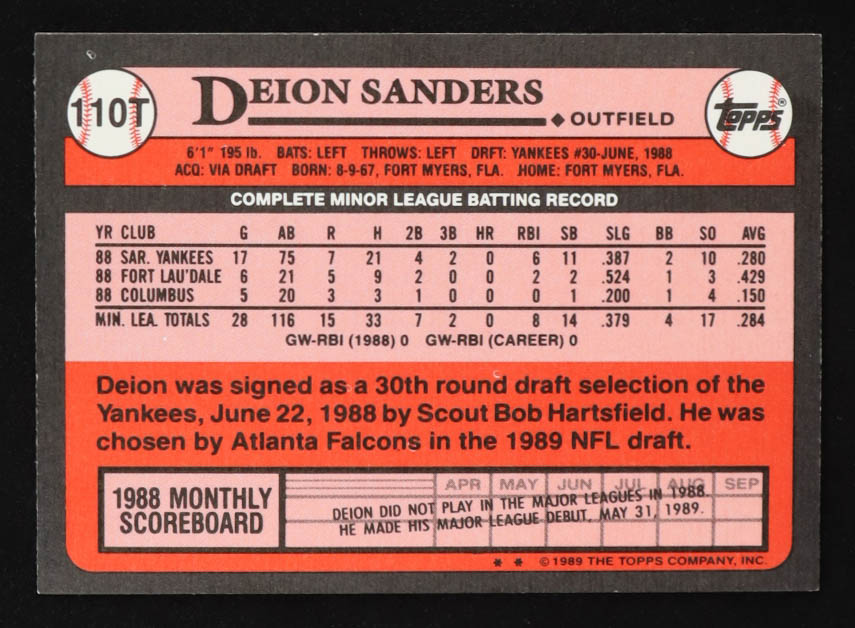 110T
DEION SANDERS
OUTFIELD
TOPPS®
6'1" 195 lb. BATS: LEFT THROWS: LEFT DRFT: YANKEES #30-JUNE, 1988
ACQ: VIA DRAFT BORN: 8-9-67, FORT MYERS, FLA. HOME: FORT MYERS, FLA.
COMPLETE MINOR LEAGUE BATTING RECORD
YR CLUB G AB R H 2B 3B HR RBI SB SLG BB SO AVG
88 SAR. YANKEES 17 75 7 21 4 2 0 6 11 .387 2 10 .280
88 FORT LAU'DALE 6 21 5 9 2 0 0 2 2 .524 1 3 .429
88 COLUMBUS 5 20 3 3 1 0 0 0 1 .200 1 4 .150
MIN. LEA. TOTALS 28 116 15 33 7 2 0 8 14 .379 4 17 .284
GW-RBI (1988) 0 GW-RBI (CAREER) 0
Deion was signed as a 30th round draft selection of the
Yankees, June 22, 1988 by Scout Bob Hartsfield. He was
chosen by Atlanta Falcons in the 1989 NFL draft.
1988 MONTHLY
SCOREBOARD
APR MAY JUN JUL AUG SEP
DEION DID NOT PLAY IN THE MAJOR LEAGUES IN 1988.
HE MADE HIS MAJOR LEAGUE DEBUT, MAY 31, 1989.
* * ©1989 THE TOPPS COMPANY, INC.